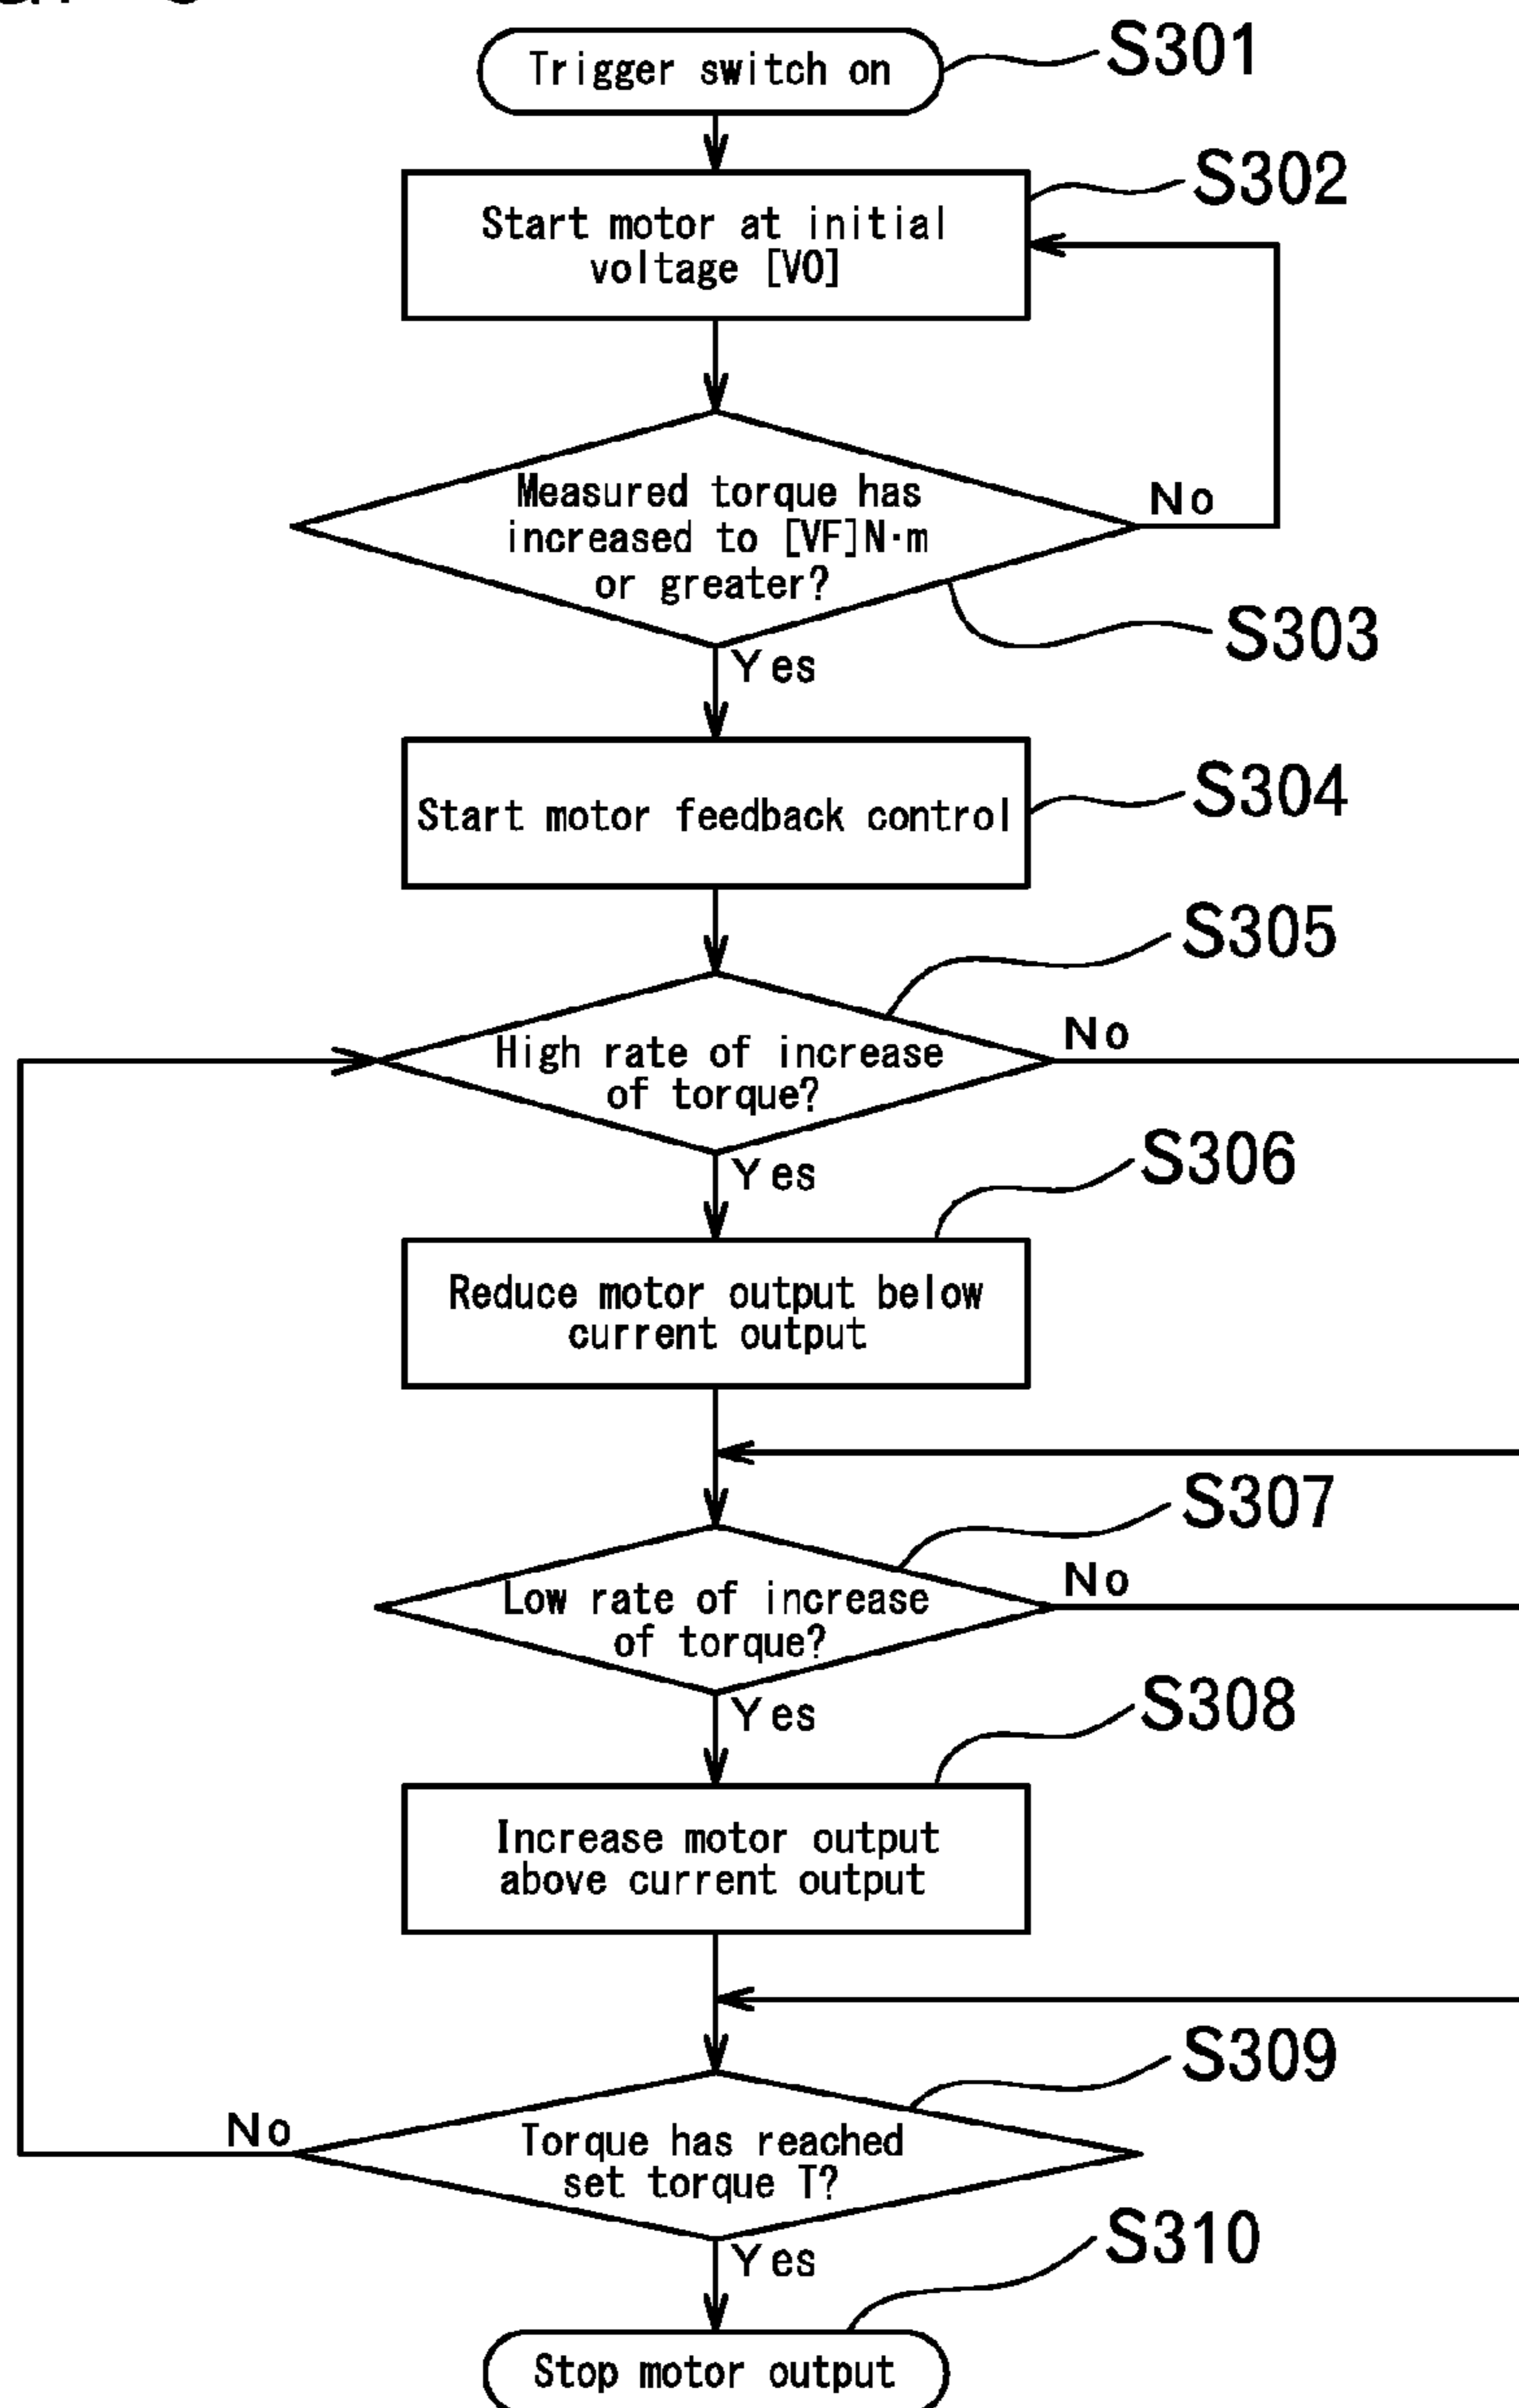 Trigger switch on
S301
S302
Start motor at initial
voltage [V0]
Measured torque has
increased to [VF]N·m
or greater?
No
S303
Yes
S304
Start motor feedback control
S305
High rate of increase
of torque?
No
Yes
S306
Reduce motor output below
current output
S307
Low rate of increase
of torque?
No
Yes
S308
Increase motor output
above current output
S309
No
Torque has reached
set torque T?
Yes
S310
Stop motor output